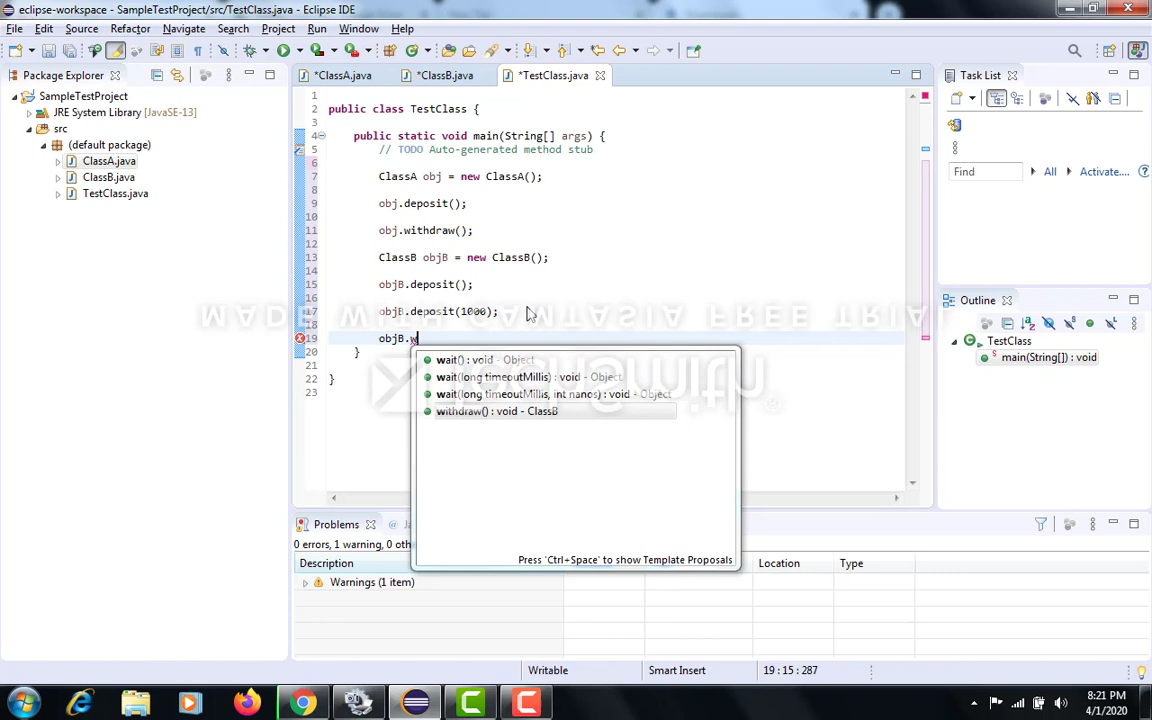 eclipse-workspace - SampleTestProject/src/TestClass.java - Eclipse IDE
File Edit Source Refactor Navigate Search Project Run Window Help
Package Explorer
SampleTestProject
JRE System Library [JavaSE-13]
src
(default package)
ClassA.java
ClassB.java
TestClass.java
*ClassA.java *ClassB.java *TestClass.java
1
2 public class TestClass {
3
4 public static void main(String[] args) {
5 // TODO Auto-generated method stub
6
7 ClassA obj = new ClassA();
8
9 obj.deposit();
10
11 obj.withdraw();
12
13 ClassB objB = new ClassB();
14
15 objB.deposit();
16
17 objB.deposit(1000);
18
19 objB.w
20 }
21
22 }
23
wait() : void - Object
wait(long timeoutMillis) : void - Object
wait(long timeoutMillis, int nanos) : void - Object
withdraw() : void - ClassB
Press 'Ctrl+Space' to show Template Proposals
MADE WITH CAMTASIA FREE TRIAL
TechSmith
Task List
Find All Activate....
Outline
TestClass
main(String[]) : void
Problems @
0 errors, 1 warning, 0 oth
Description Location Type
Warnings (1 item)
Writable Smart Insert 19 : 15 : 287
8:21 PM
4/1/2020